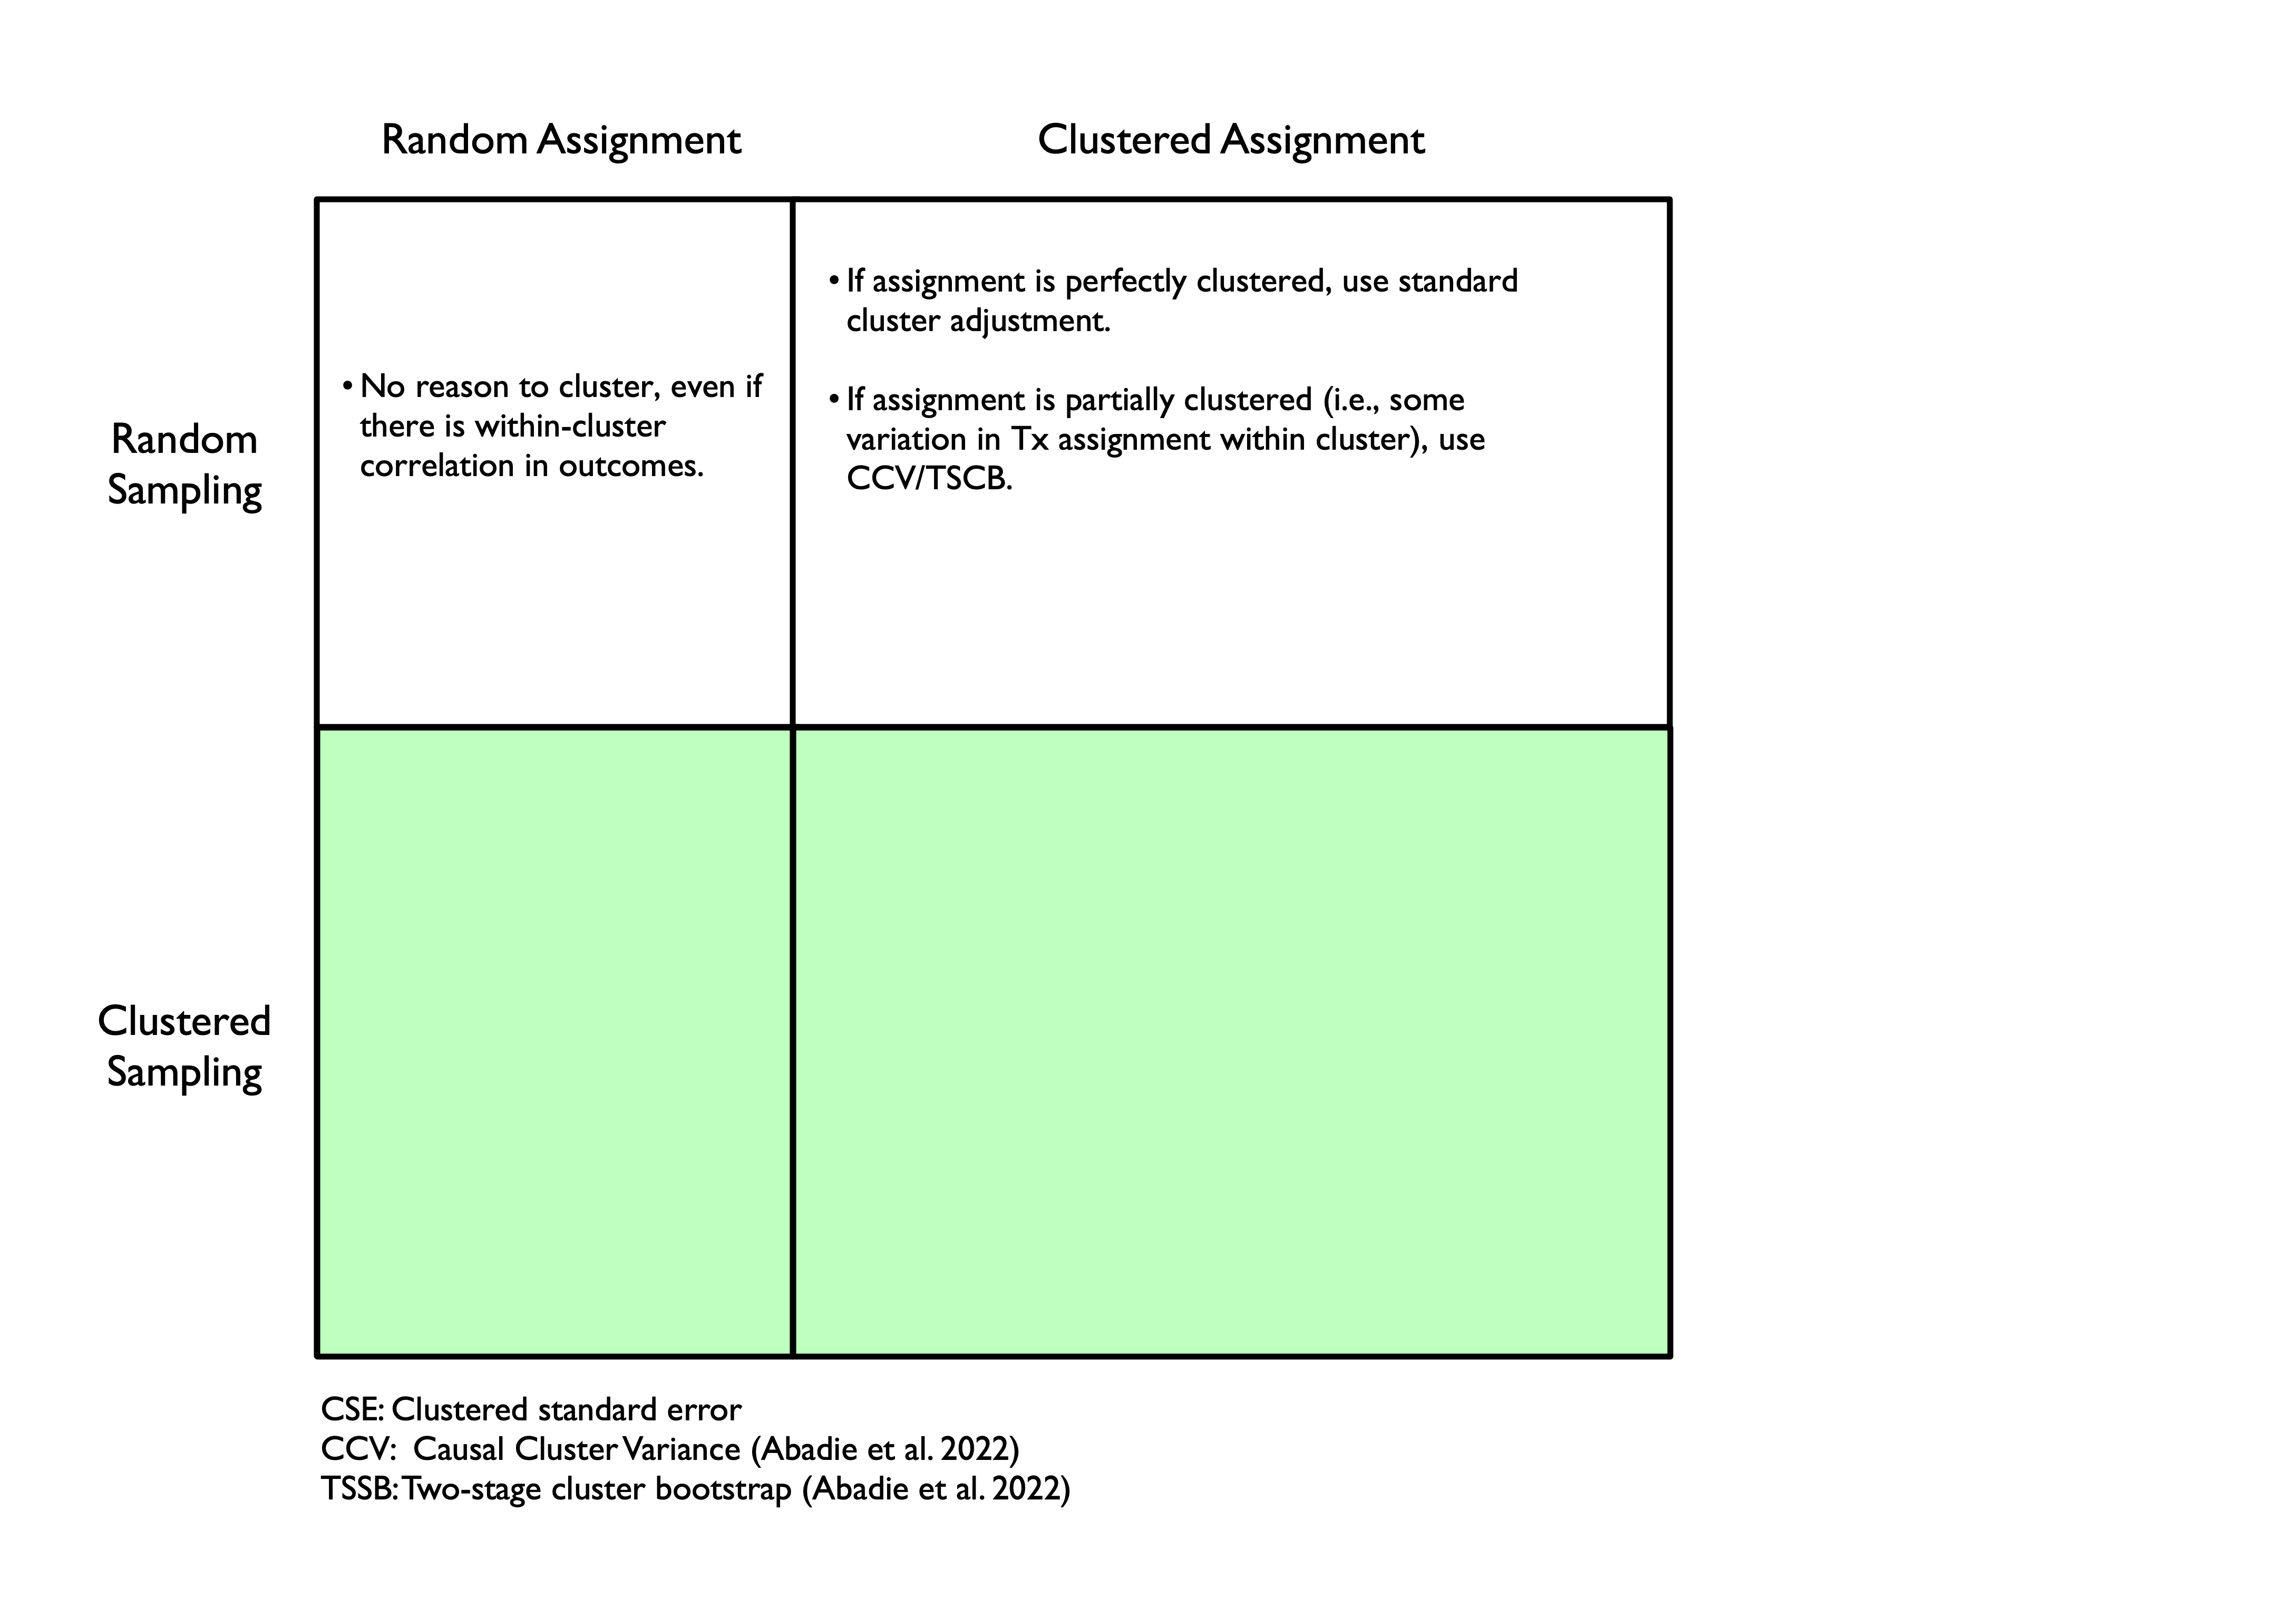 Random Assignment
Clustered Assignment
Random
Sampling
• No reason to cluster, even if
there is within-cluster
correlation in outcomes.
• If assignment is perfectly clustered, use standard
cluster adjustment.
• If assignment is partially clustered (i.e., some
variation in Tx assignment within cluster), use
CCV/TSCB.
Clustered
Sampling
CSE: Clustered standard error
CCV: Causal Cluster Variance (Abadie et al. 2022)
TSSB: Two-stage cluster bootstrap (Abadie et al. 2022)